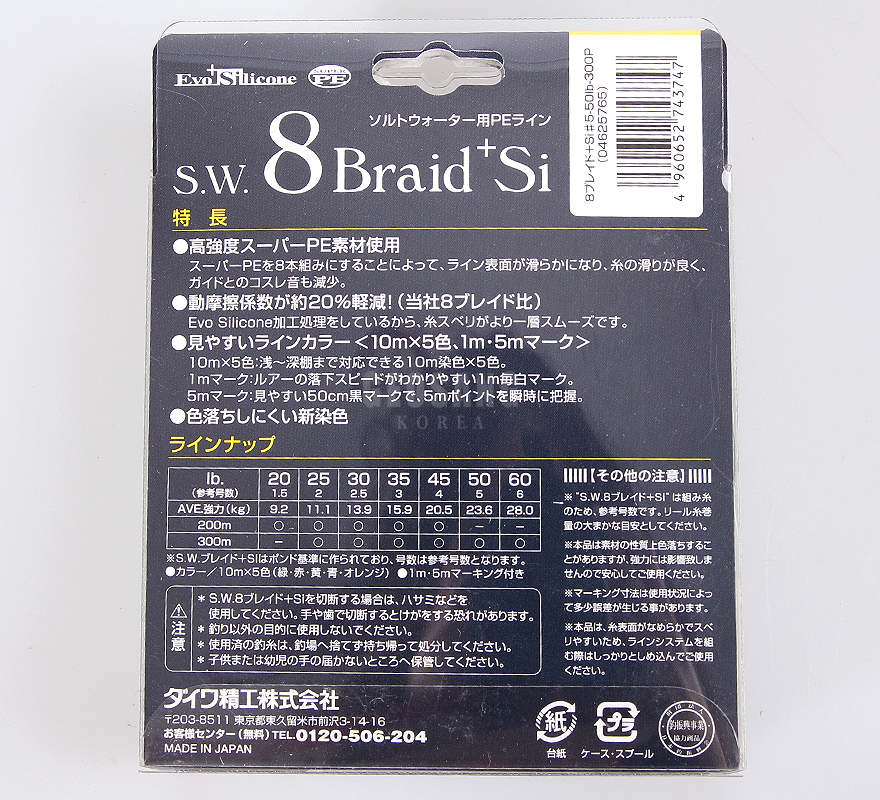 Evo+Silicone SUPER PE
ソルトウォーター用PEライン
S.W. 8 Braid+Si
8ブレイド+Si#5-50lb-300P
(04625765)
4 960652 743747
特 長
●高強度スーパーPE素材使用
スーパーPEを8本組みにすることによって、ライン表面が滑らかになり、糸の滑りが良く、
ガイドとのコスレ音も減少。
●動摩擦係数が約20%軽減!(当社8ブレイド比)
Evo Silicone加工処理をしているから、糸スベリがより一層スムーズです。
●見やすいラインカラー<10m×5色、1m・5mマーク>
10m×5色:浅〜深棚まで対応できる10m染色×5色。
1mマーク:ルアーの落下スピードがわかりやすい1m毎白マーク。
5mマーク:見やすい50cm黒マークで、5mポイントを瞬時に把握。
●色落ちしにくい新染色
KOREA
ラインナップ
lb. 20 25 30 35 45 50 60
(参考号数) 1.5 2 2.5 3 4 5 6
AVE.強力(kg) 9.2 11.1 13.9 15.9 20.5 23.6 28.0
200m ○ ○ ○ ○ ○ − −
300m − ○ ○ ○ ○ ○ ○
※S.W.ブレイド+SIはポンド基準に作られており、号数は参考号数となります。
●カラー/10m×5色(緑・赤・黄・青・オレンジ) ●1m・5mマーキング付き
⚠注意
* S.W.8ブレイド+SIを切断する場合は、ハサミなどを
使用してください。手や歯で切断するとけがをする恐れがあります。
* 釣り以外の目的に使用しないでください。
* 使用済の釣糸は、釣場へ捨てず持ち帰って処分してください。
* 子供または幼児の手の届かないところへ保管してください。
【その他の注意】
※"S.W.8ブレイド+SI"は組み糸
のため、参考号数です。リール糸巻
量の大まかな目安としてください。
※本品は素材の性質上色落ちするこ
とがありますが、強力には影響致しま
せんので安心してご使用ください。
※マーキング寸法は使用状況によっ
て多少誤差が生じる事があります。
※本品は、糸表面がなめらかでスベ
リやすいため、ラインシステムを組
む際はしっかりとしめ込んでご使用
ください。
ダイワ精工株式会社
〒203-8511 東京都東久留米市前沢3-14-16
お客様センター(無料)TEL.0120-506-204
MADE IN JAPAN
紙
台紙
プラ
ケース・スプール
財団法人
釣振興事業
協力商品